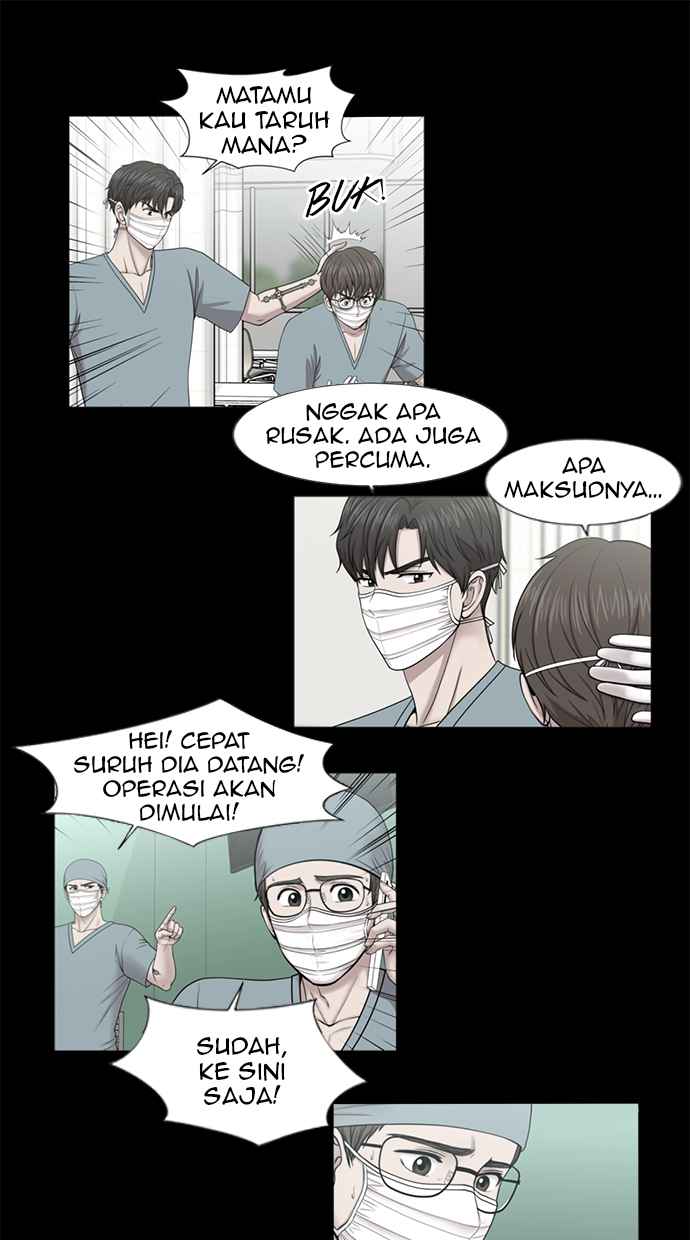 MATAMU
KAU TARUH
MANA?
BUK!
NGGAK APA
RUSAK. ADA JUGA
PERCUMA.
APA
MAKSUDNYA...
HEI! CEPAT
SURUH DIA DATANG!
OPERASI AKAN
DIMULAI!
SUDAH,
KE SINI
SAJA!